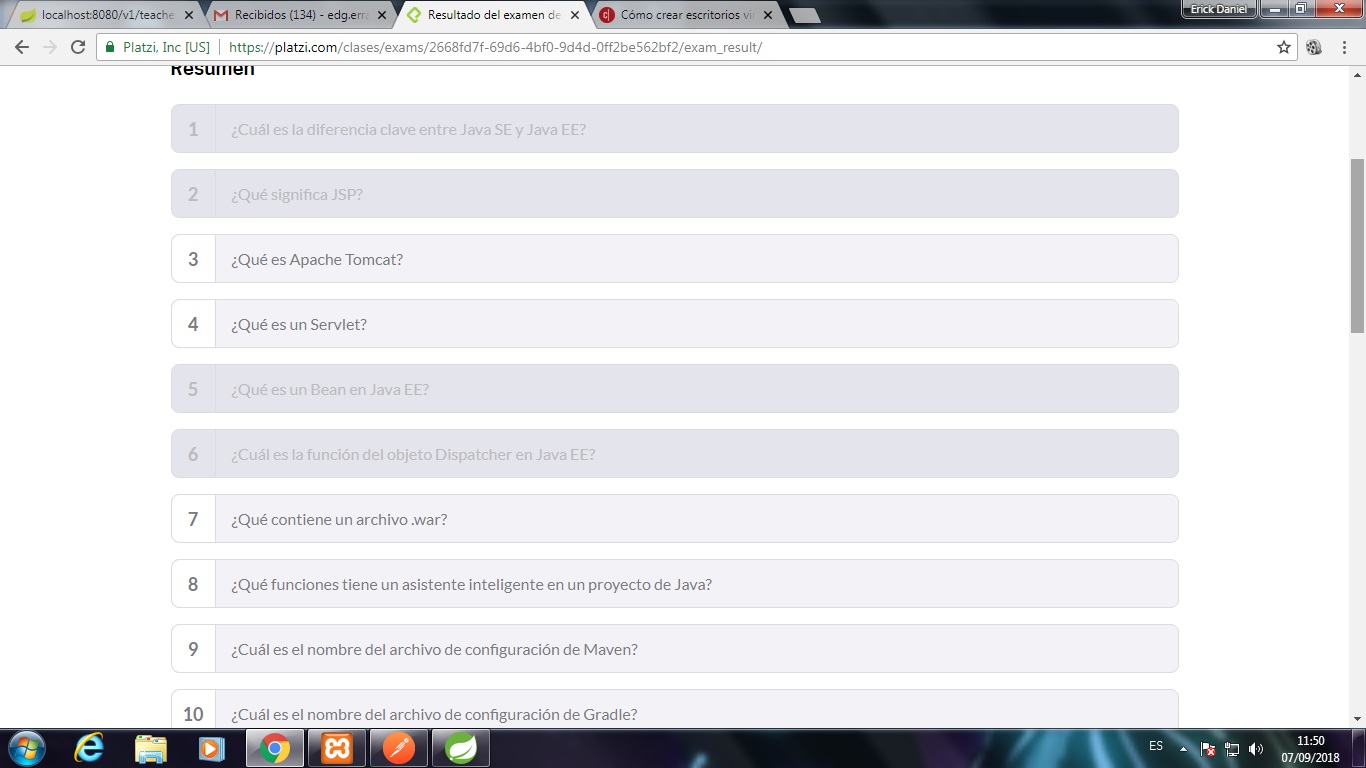 localhost:8080/v1/teache
Recibidos (134) - edg.erra
Resultado del examen de
Cómo crear escritorios vir
Erick Daniel
Platzi, Inc [US]
https://platzi.com/clases/exams/2668fd7f-69d6-4bf0-9d4d-0ff2be562bf2/exam_result/
Resumen
1 ¿Cuál es la diferencia clave entre Java SE y Java EE?
2 ¿Qué significa JSP?
3 ¿Qué es Apache Tomcat?
4 ¿Qué es un Servlet?
5 ¿Qué es un Bean en Java EE?
6 ¿Cuál es la función del objeto Dispatcher en Java EE?
7 ¿Qué contiene un archivo .war?
8 ¿Qué funciones tiene un asistente inteligente en un proyecto de Java?
9 ¿Cuál es el nombre del archivo de configuración de Maven?
10 ¿Cuál es el nombre del archivo de configuración de Gradle?
ES
11:50
07/09/2018